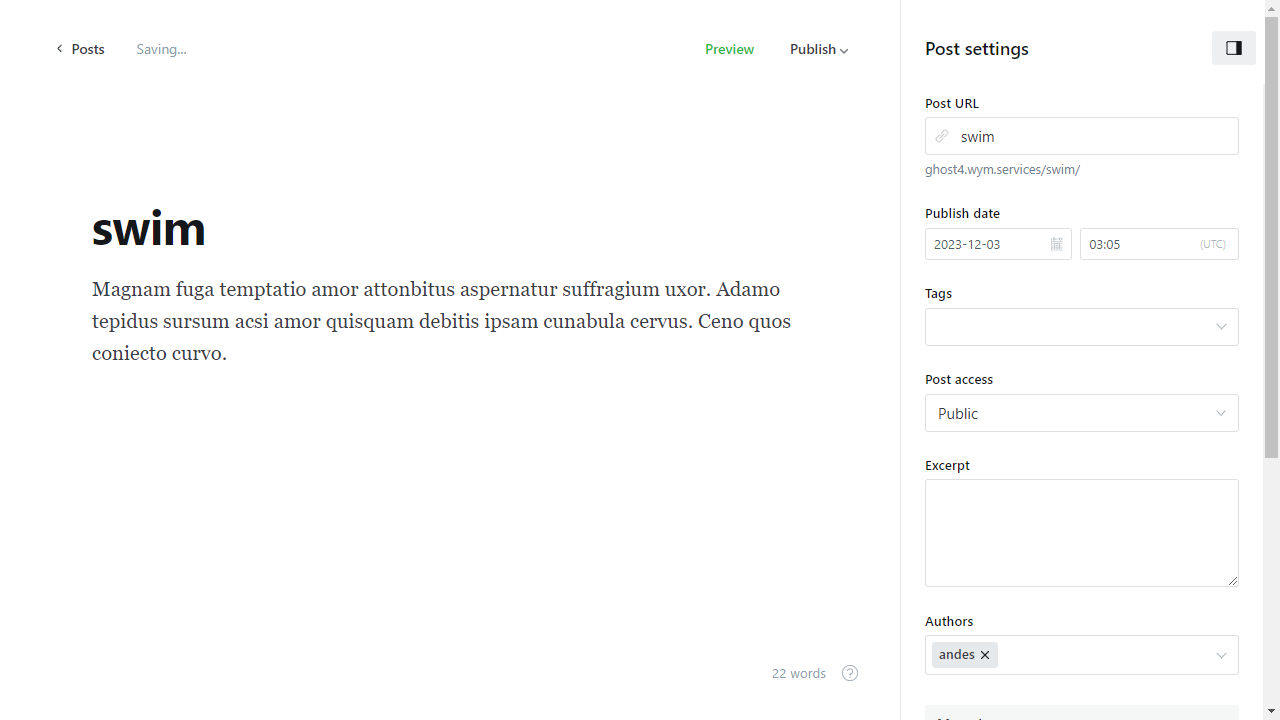 Posts
Saving...
Preview
Publish
Post settings
Post URL
swim
ghost4.wym.services/swim/
Publish date
2023-12-03
03:05
(UTC)
Tags
Post access
Public
Excerpt
Authors
andes
swim
Magnam fuga temptatio amor attonbitus aspernatur suffragium uxor. Adamo
tepidus sursum acsi amor quisquam debitis ipsam cunabula cervus. Ceno quos
coniecto curvo.
22 words
?